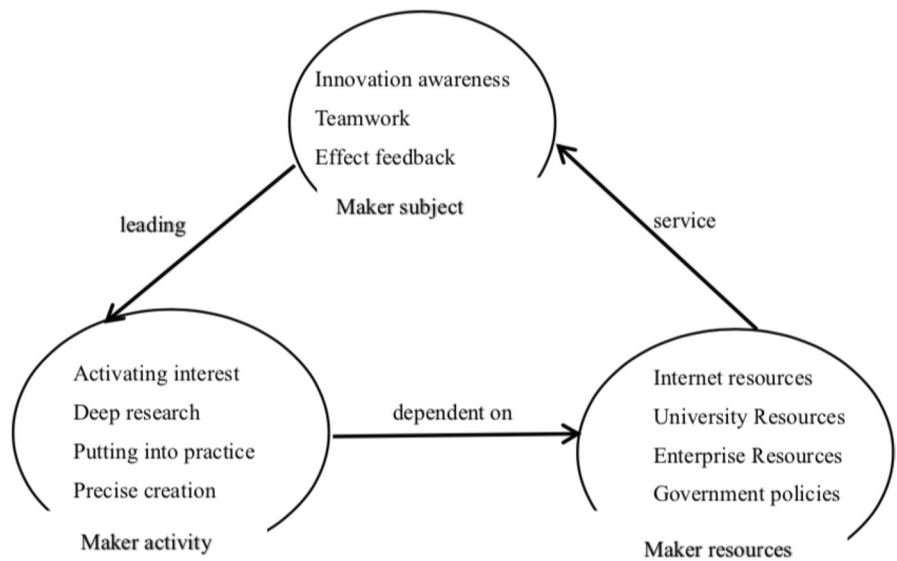 Innovation awareness
Teamwork
Effect feedback
Maker subject
leading
service
Activating interest
Deep research
Putting into practice
Precise creation
Maker activity
dependent on
Internet resources
University Resources
Enterprise Resources
Government policies
Maker resources